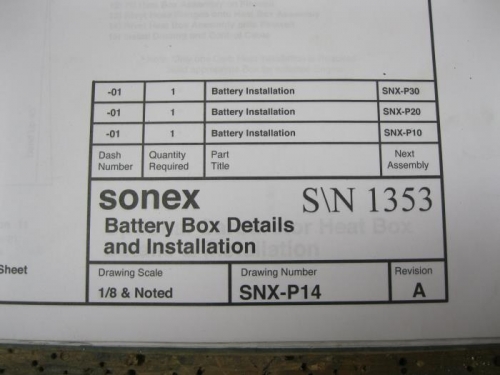 -01 1 Battery Installation SNX-P30
-01 1 Battery Installation SNX-P20
-01 1 Battery Installation SNX-P10
Dash Number Quantity Required Part Title Next Assembly
sonex S\N 1353
Battery Box Details
and Installation
Sheet
Drawing Scale Drawing Number Revision
1/8 & Noted SNX-P14 A